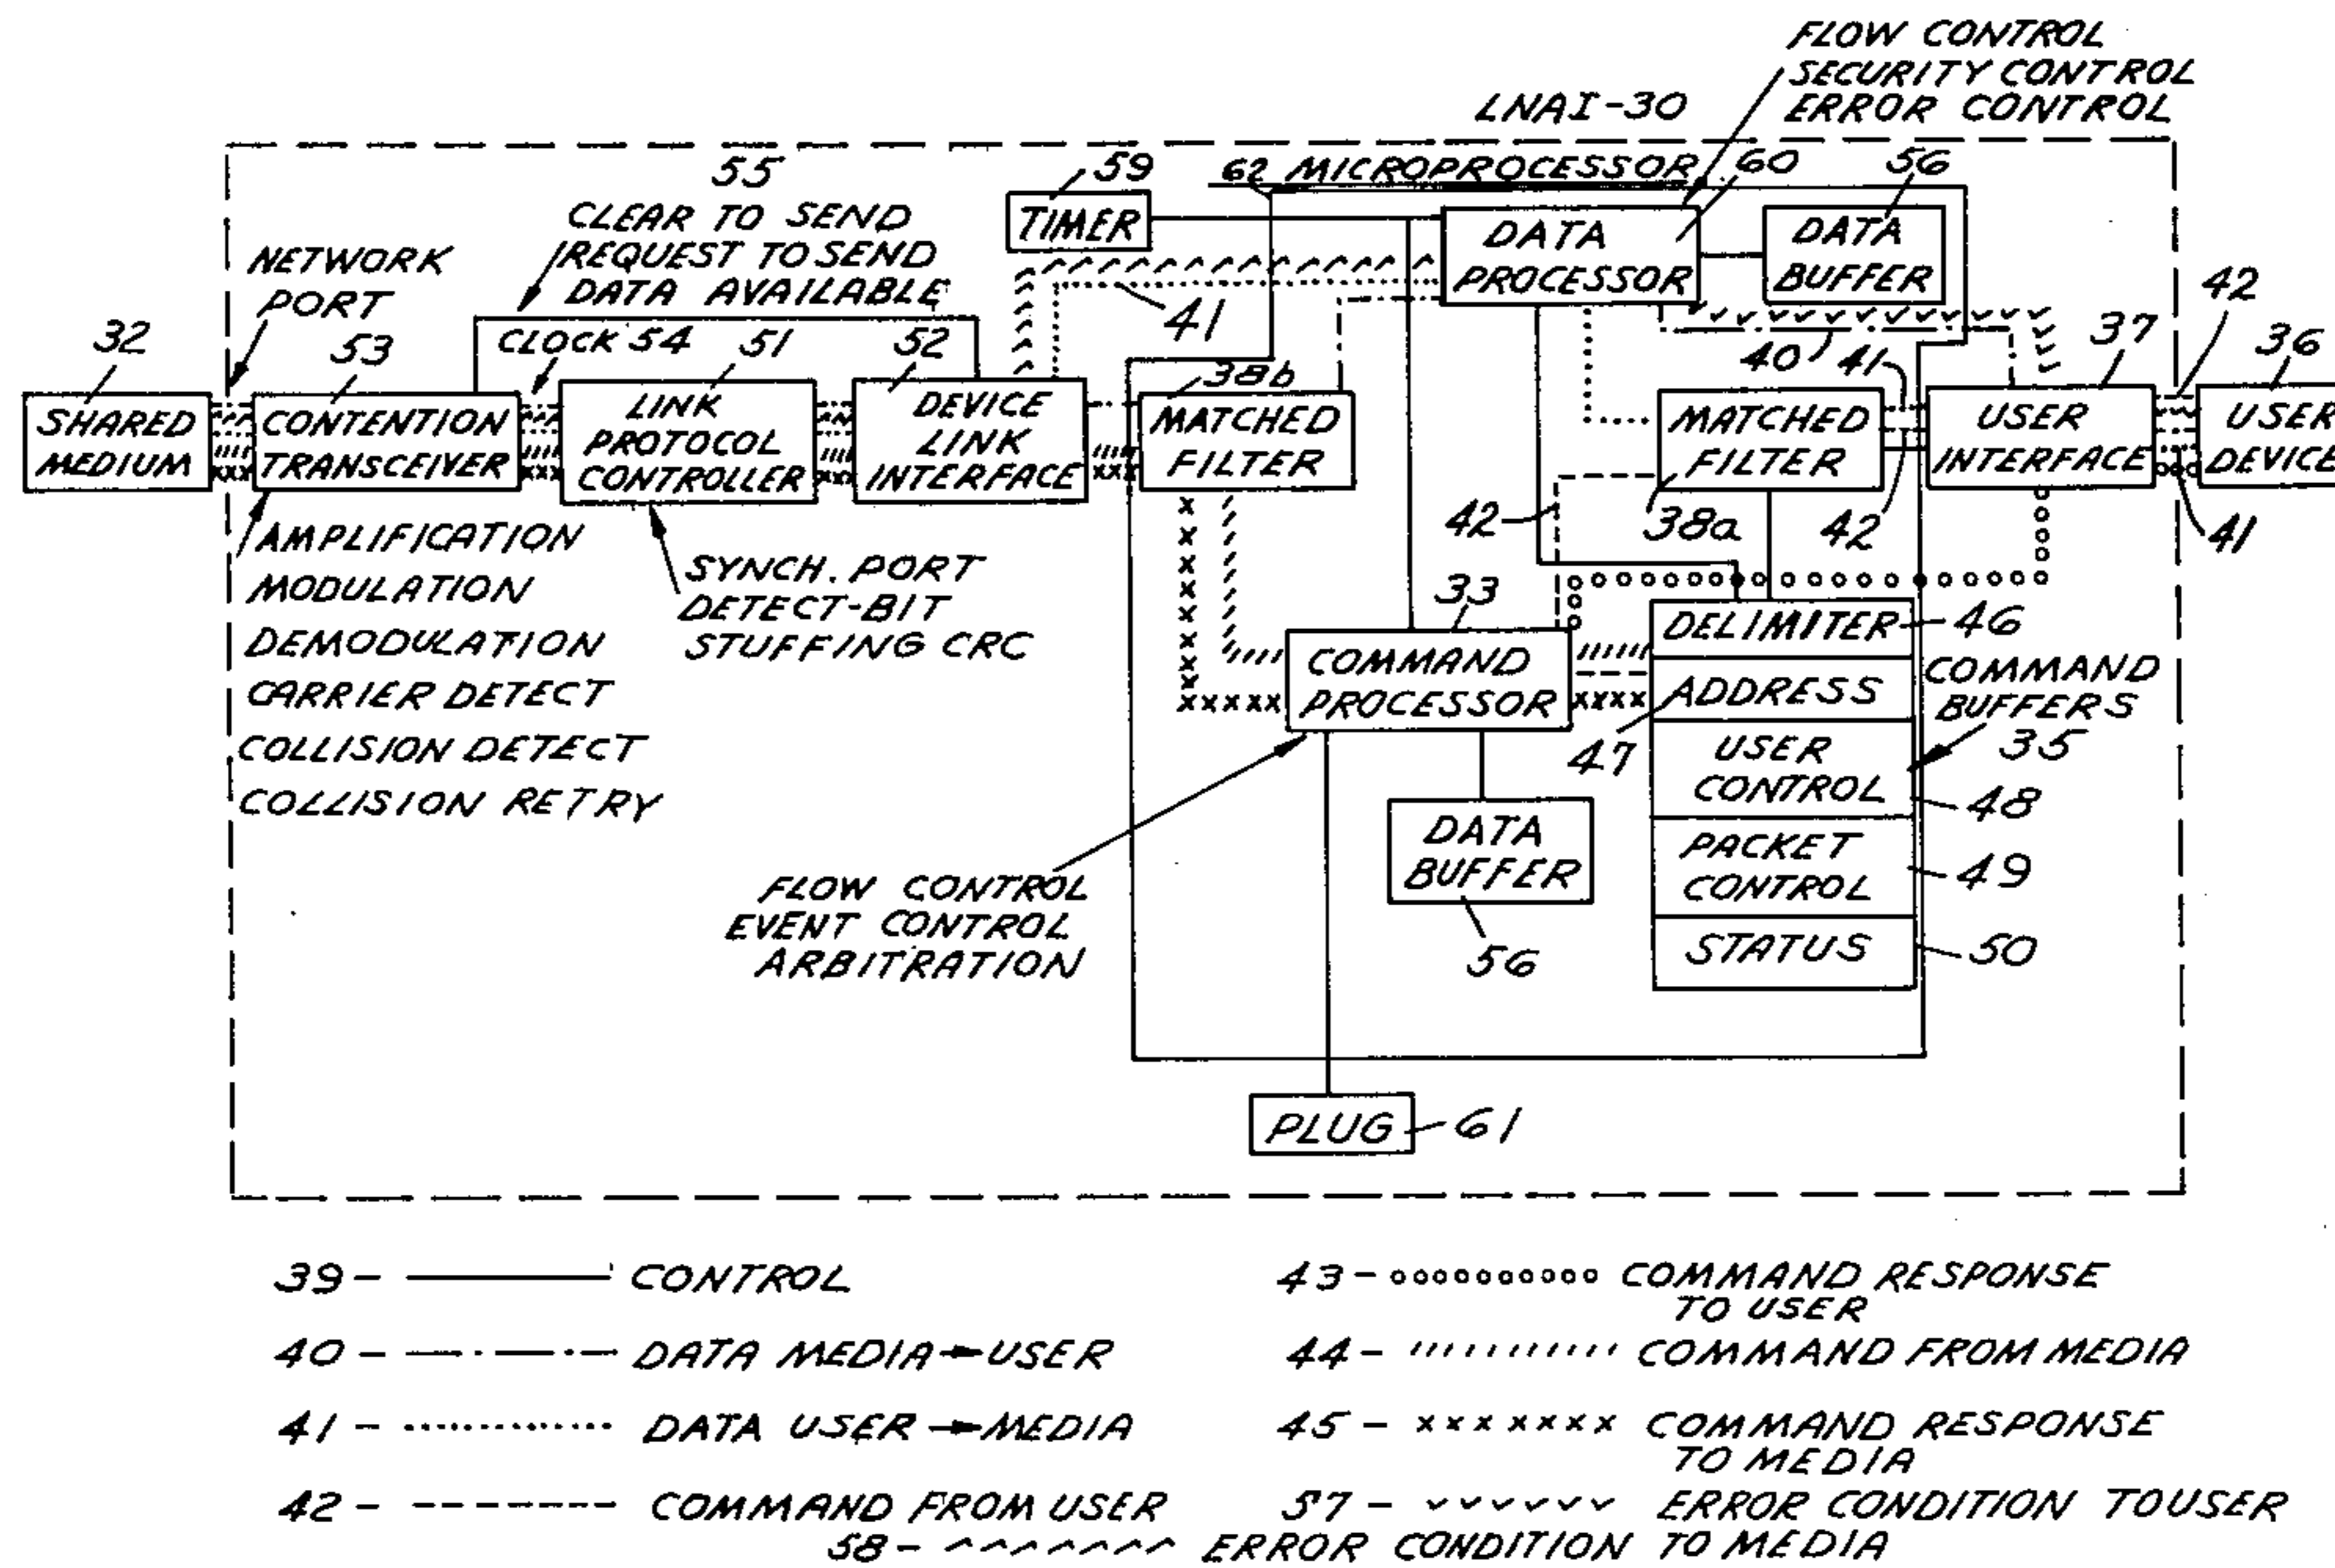 FLOW CONTROL
SECURITY CONTROL
ERROR CONTROL
LNAI-30
55
CLEAR TO SEND
REQUEST TO SEND
DATA AVAILABLE
NETWORK
PORT
59
TIMER
62 MICROPROCESSOR
60
56
DATA
PROCESSOR
DATA
BUFFER
41
40
41
42
32
53
CLOCK 54
51
52
38b
37
36
SHARED
MEDIUM
CONTENTION
TRANSCEIVER
LINK
PROTOCOL
CONTROLLER
DEVICE
LINK
INTERFACE
MATCHED
FILTER
MATCHED
FILTER
USER
INTERFACE
USER
DEVICE
42
38a
42
41
AMPLIFICATION
MODULATION
DEMODULATION
CARRIER DETECT
COLLISION DETECT
COLLISION RETRY
SYNCH. PORT
DETECT-BIT
STUFFING CRC
33
COMMAND
PROCESSOR
DELIMITER
46
ADDRESS
47
USER
CONTROL
48
PACKET
CONTROL
49
STATUS
50
COMMAND
BUFFERS
35
FLOW CONTROL
EVENT CONTROL
ARBITRATION
DATA
BUFFER
56
PLUG
61
39 - CONTROL
40 - DATA MEDIA → USER
41 - DATA USER → MEDIA
42 - COMMAND FROM USER
43 - COMMAND RESPONSE
TO USER
44 - COMMAND FROM MEDIA
45 - COMMAND RESPONSE
TO MEDIA
57 - ERROR CONDITION TO USER
58 - ERROR CONDITION TO MEDIA